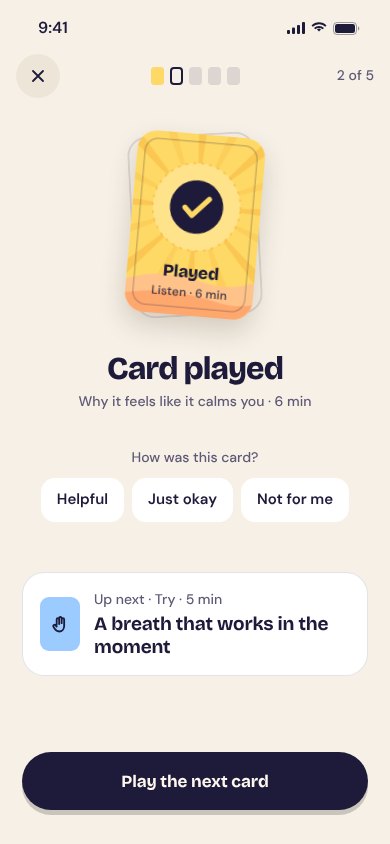 9:41
2 of 5
Played
Listen · 6 min
Card played
Why it feels like it calms you · 6 min
How was this card?
Helpful
Just okay
Not for me
Up next · Try · 5 min
A breath that works in the
moment
Play the next card